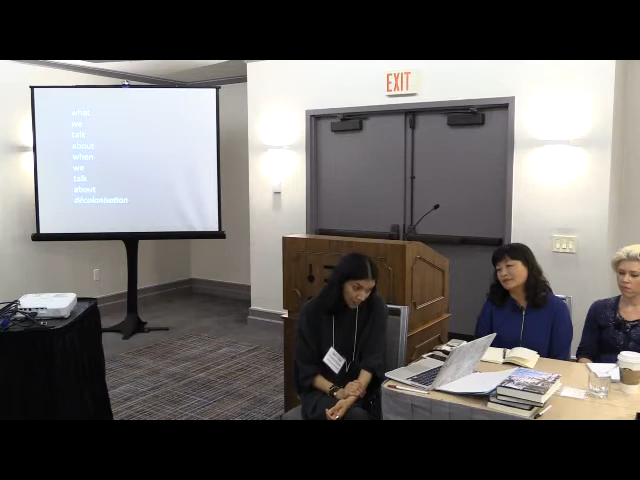 EXIT
what
we
talk
about
when
we
talk
about
decolonisation